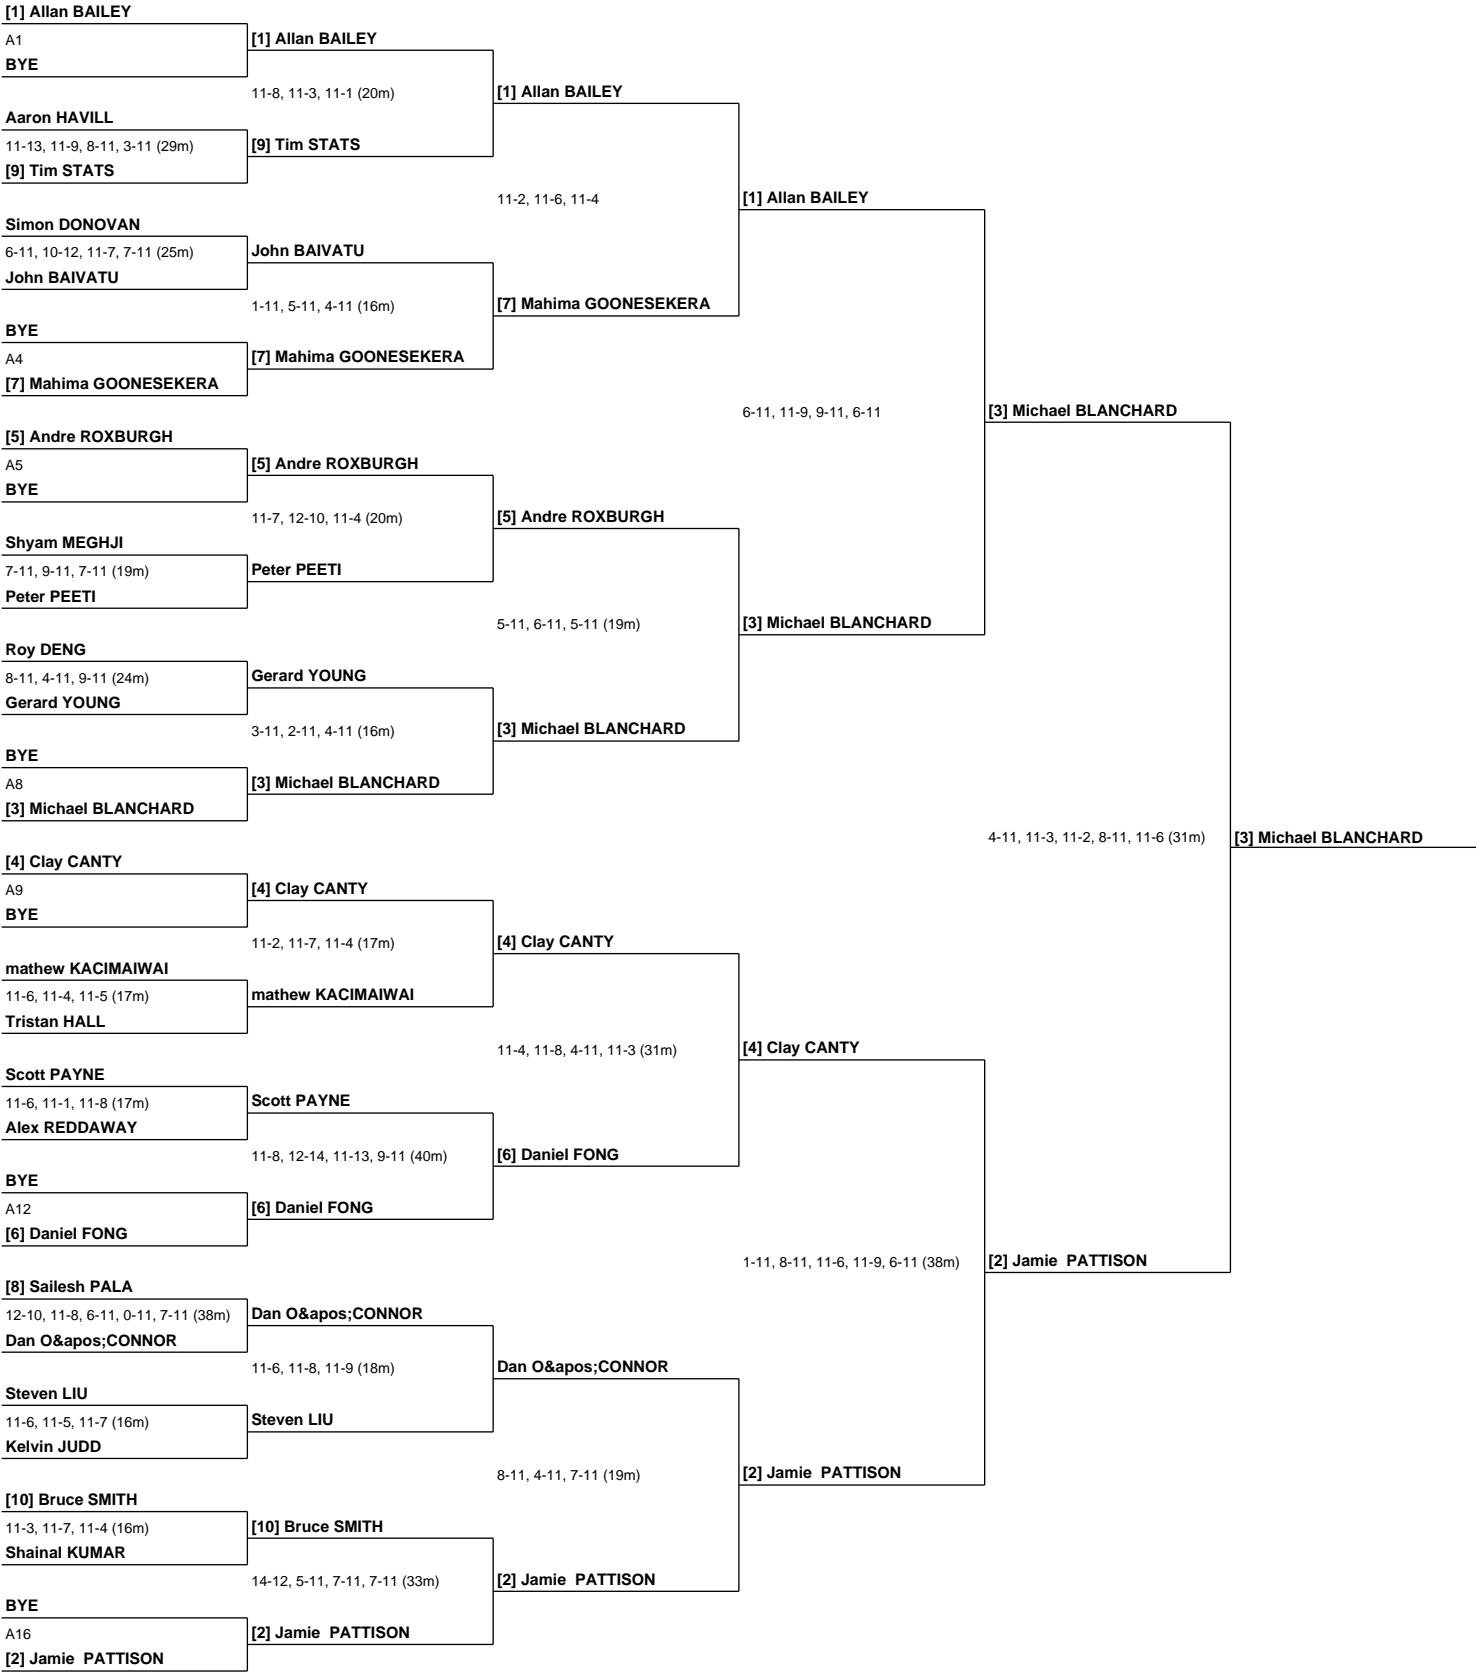 [1] Allan BAILEY
A1
BYE
Aaron HAVILL
11-13, 11-9, 8-11, 3-11 (29m)
[9] Tim STATS
Simon DONOVAN
6-11, 10-12, 11-7, 7-11 (25m)
John BAIVATU
BYE
A4
[7] Mahima GOONESEKERA
[5] Andre ROXBURGH
A5
BYE
Shyam MEGHJI
7-11, 9-11, 7-11 (19m)
Peter PEETI
Roy DENG
8-11, 4-11, 9-11 (24m)
Gerard YOUNG
BYE
A8
[3] Michael BLANCHARD
[4] Clay CANTY
A9
BYE
mathew KACIMAIWAI
11-6, 11-4, 11-5 (17m)
Tristan HALL
Scott PAYNE
11-6, 11-1, 11-8 (17m)
Alex REDDAWAY
BYE
A12
[6] Daniel FONG
[8] Sailesh PALA
12-10, 11-8, 6-11, 0-11, 7-11 (38m)
Dan O&apos;CONNOR
Steven LIU
11-6, 11-5, 11-7 (16m)
Kelvin JUDD
[10] Bruce SMITH
11-3, 11-7, 11-4 (16m)
Shainal KUMAR
BYE
A16
[2] Jamie  PATTISON
[1] Allan BAILEY
11-8, 11-3, 11-1 (20m)
[9] Tim STATS
John BAIVATU
1-11, 5-11, 4-11 (16m)
[7] Mahima GOONESEKERA
[5] Andre ROXBURGH
11-7, 12-10, 11-4 (20m)
Peter PEETI
Gerard YOUNG
3-11, 2-11, 4-11 (16m)
[3] Michael BLANCHARD
[4] Clay CANTY
11-2, 11-7, 11-4 (17m)
mathew KACIMAIWAI
Scott PAYNE
11-8, 12-14, 11-13, 9-11 (40m)
[6] Daniel FONG
Dan O&apos;CONNOR
11-6, 11-8, 11-9 (18m)
Steven LIU
[10] Bruce SMITH
14-12, 5-11, 7-11, 7-11 (33m)
[2] Jamie  PATTISON
[1] Allan BAILEY
11-2, 11-6, 11-4
[7] Mahima GOONESEKERA
[5] Andre ROXBURGH
5-11, 6-11, 5-11 (19m)
[3] Michael BLANCHARD
[4] Clay CANTY
11-4, 11-8, 4-11, 11-3 (31m)
[6] Daniel FONG
Dan O&apos;CONNOR
8-11, 4-11, 7-11 (19m)
[2] Jamie  PATTISON
[1] Allan BAILEY
6-11, 11-9, 9-11, 6-11
[3] Michael BLANCHARD
[4] Clay CANTY
1-11, 8-11, 11-6, 11-9, 6-11 (38m)
[2] Jamie  PATTISON
[3] Michael BLANCHARD
4-11, 11-3, 11-2, 8-11, 11-6 (31m)
[2] Jamie  PATTISON
[3] Michael BLANCHARD